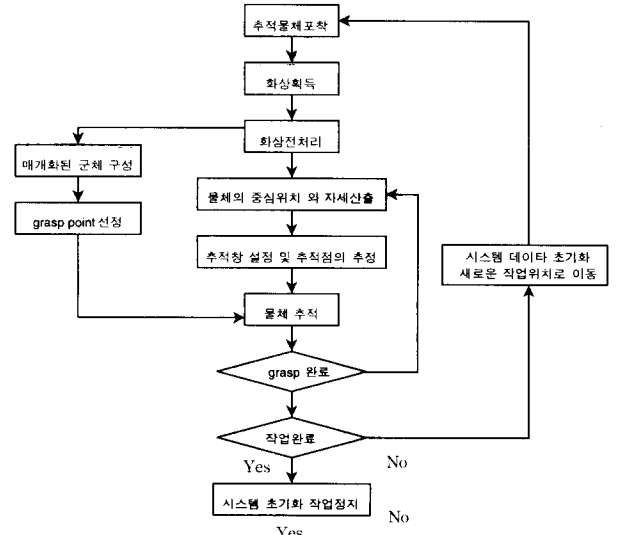 추적물체포착
화상획득
화상전처리
매개화된 군체 구성
물체의 중심위치 와 자세산출
grasp point 선정
추적창 설정 및 추적점의 추정
시스템 데이타 초기화
새로운 작업위치로 이동
물체 추적
grasp 완료
작업완료
Yes
No
시스템 초기화 작업정지
No
Yes